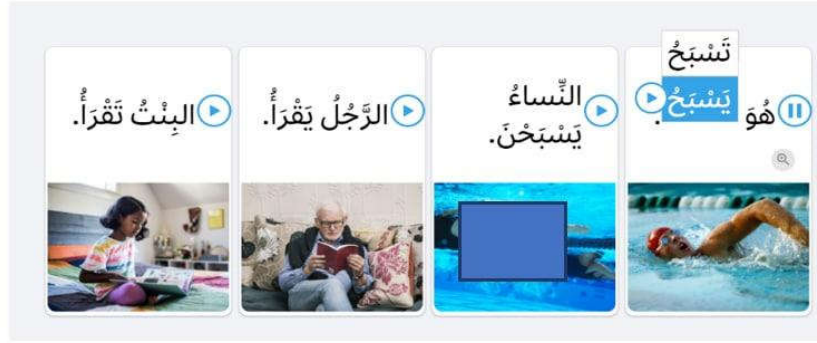 تَسْبَحُ
هُوَ يَسْبَحُ.
النِّساءُ
يَسْبَحْنَ.
الرَّجُلُ يَقْرَأُ.
البِنْتُ تَقْرَأُ.